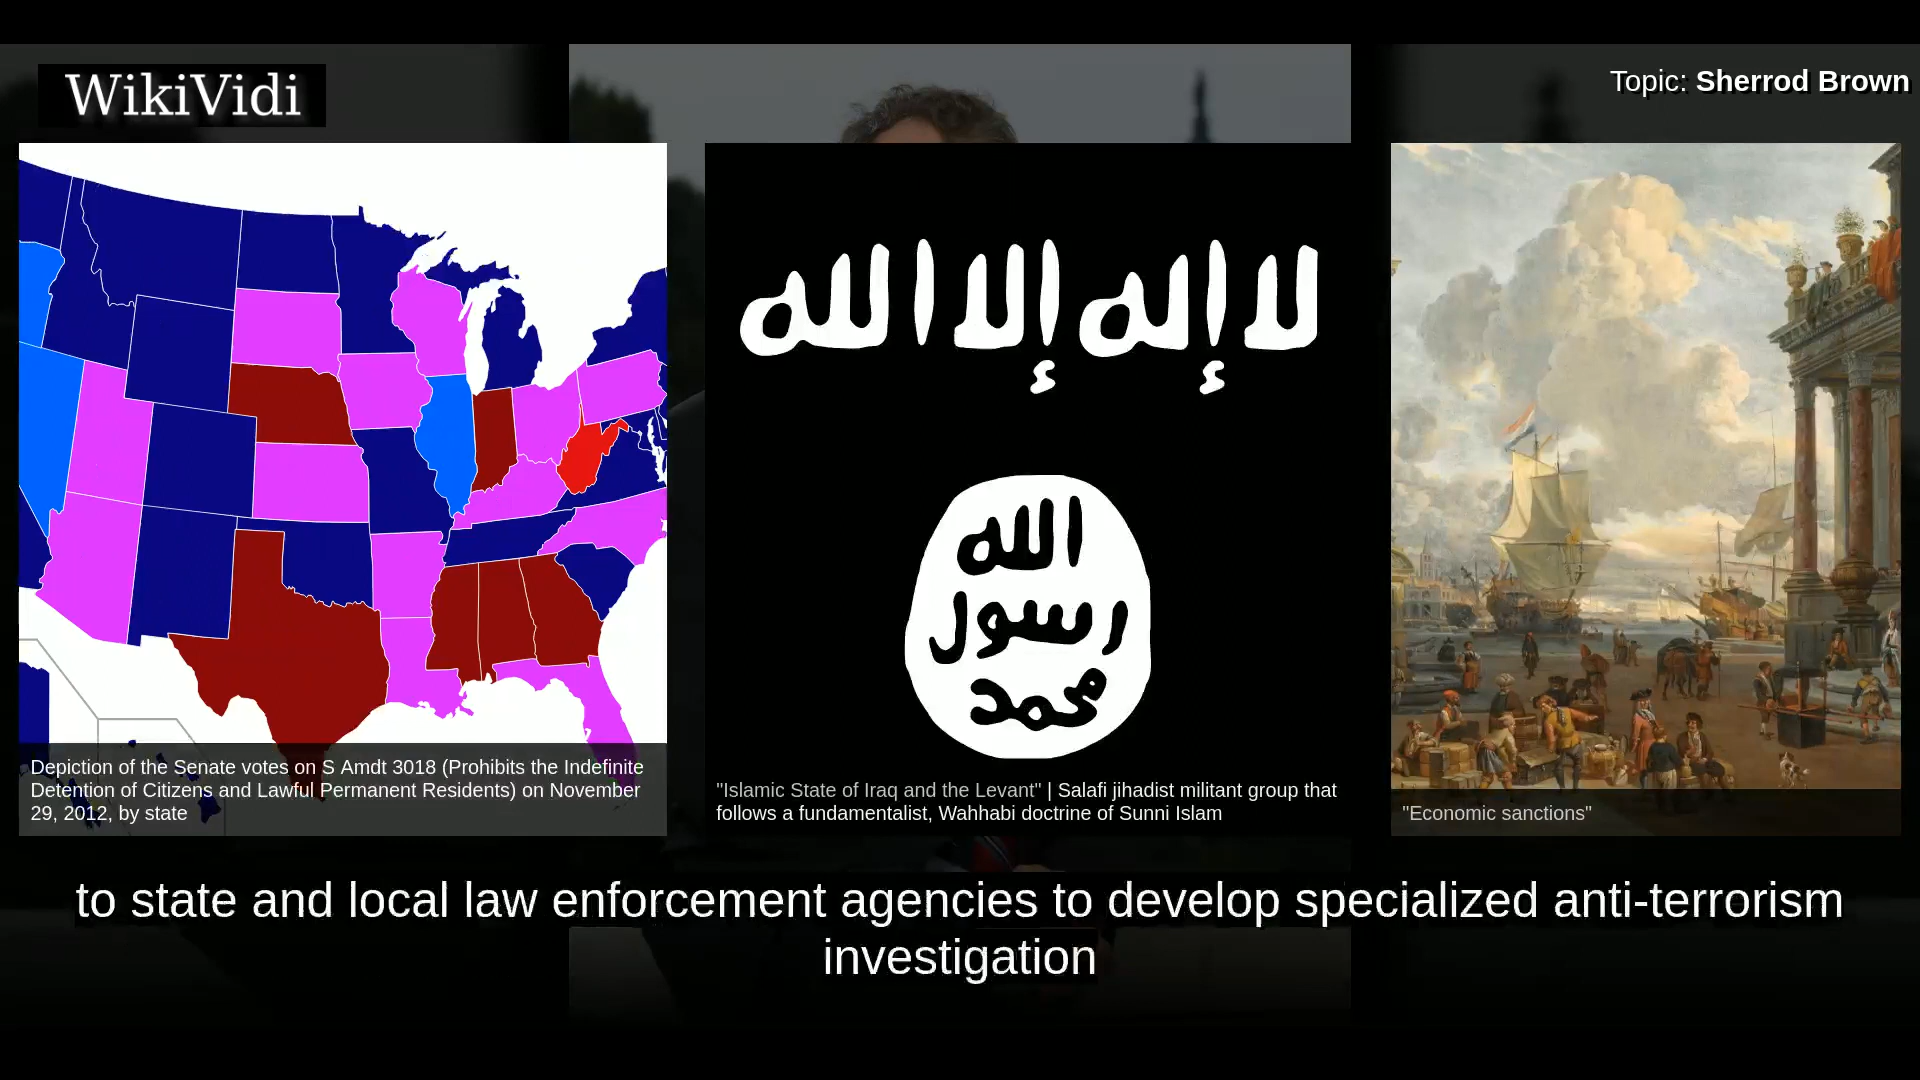 WikiVidi
Topic: Sherrod Brown
Depiction of the Senate votes on S Amdt 3018 (Prohibits the Indefinite
Detention of Citizens and Lawful Permanent Residents) on November
29, 2012, by state
لا إله إلا الله
الله
رسول
محمد
"Islamic State of Iraq and the Levant" | Salafi jihadist militant group that
follows a fundamentalist, Wahhabi doctrine of Sunni Islam
"Economic sanctions"
to state and local law enforcement agencies to develop specialized anti-terrorism
investigation